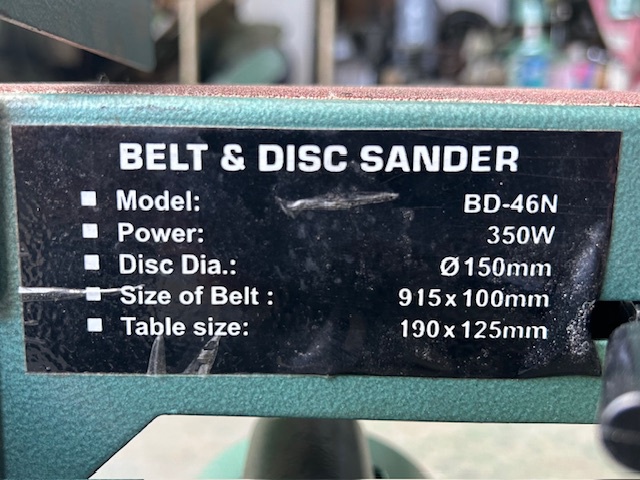 BELT & DISC SANDER
Model: BD-46N
Power: 350W
Disc Dia.: Ø150mm
Size of Belt : 915x100mm
Table size: 190x125mm